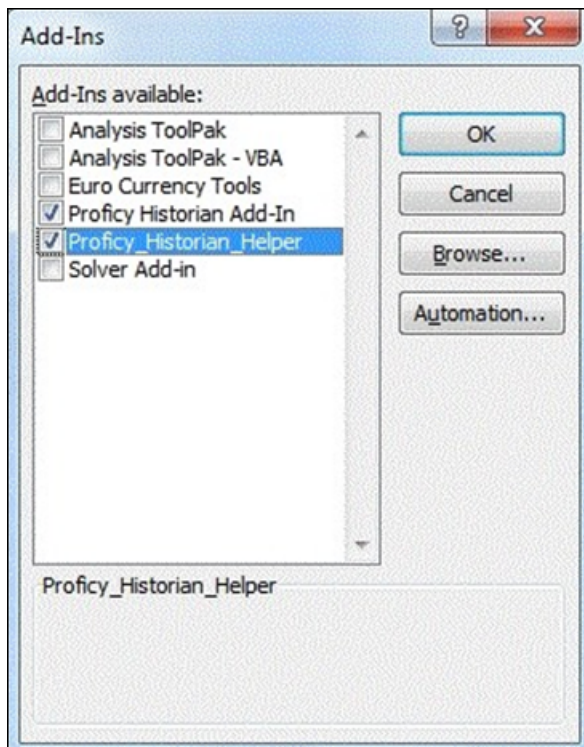 Add-Ins
?
X
Add-Ins available:
Analysis ToolPak
Analysis ToolPak - VBA
Euro Currency Tools
Proficy Historian Add-In
Proficy_Historian_Helper
Solver Add-in
OK
Cancel
Browse...
Automation...
Proficy_Historian_Helper